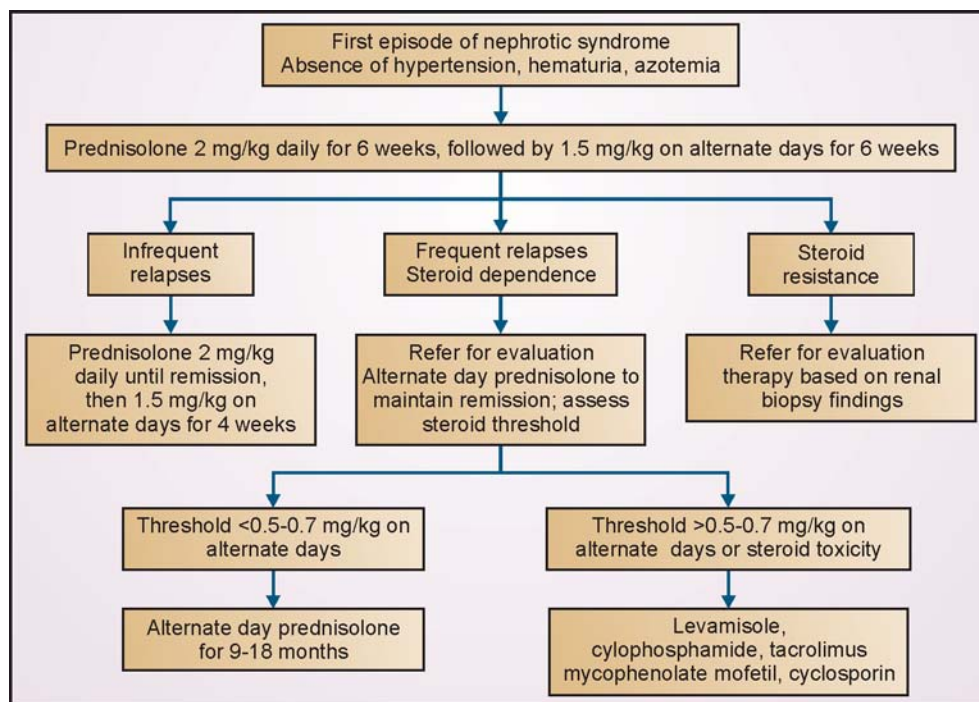 First episode of nephrotic syndrome
Absence of hypertension, hematuria, azotemia
Prednisolone 2 mg/kg daily for 6 weeks, followed by 1.5 mg/kg on alternate days for 6 weeks
Infrequent
relapses
Frequent relapses
Steroid dependence
Steroid
resistance
Prednisolone 2 mg/kg
daily until remission,
then 1.5 mg/kg on
alternate days for 4 weeks
Refer for evaluation
Alternate day prednisolone to
maintain remission; assess
steroid threshold
Refer for evaluation
therapy based on renal
biopsy findings
Threshold <0.5-0.7 mg/kg on
alternate days
Threshold >0.5-0.7 mg/kg on
alternate days or steroid toxicity
Alternate day prednisolone
for 9-18 months
Levamisole,
cylophosphamide, tacrolimus
mycophenolate mofetil, cyclosporin